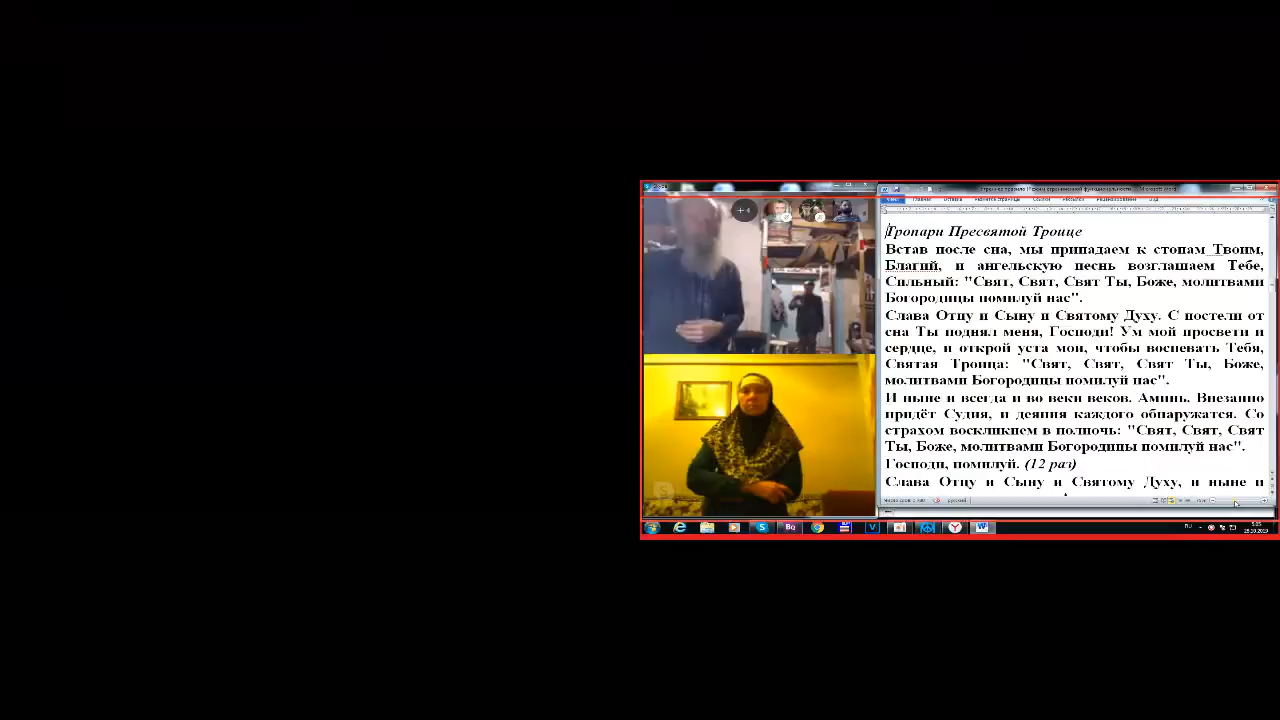 +4
Тропари Пресвятой Троице
Встав после сна, мы припадаем к стопам Твоим,
Благий, и ангельскую песнь возглашаем Тебе,
Сильный: "Свят, Свят, Свят Ты, Боже, молитвами
Богородицы помилуй нас".
Слава Отцу и Сыну и Святому Духу. С постели от
сна Ты поднял меня, Господи! Ум мой просвети и
сердце, и открой уста мои, чтобы воспевать Тебя,
Святая Троица: "Свят, Свят, Свят Ты, Боже,
молитвами Богородицы помилуй нас".
И ныне и всегда и во веки веков. Аминь. Внезапно
придёт Судия, и деяния каждого обнаружатся. Со
страхом воскликнем в полночь: "Свят, Свят, Свят
Ты, Боже, молитвами Богородицы помилуй нас".
Господи, помилуй. (12 раз)
Слава Отцу и Сыну и Святому Духу, и ныне и
Bq
RU